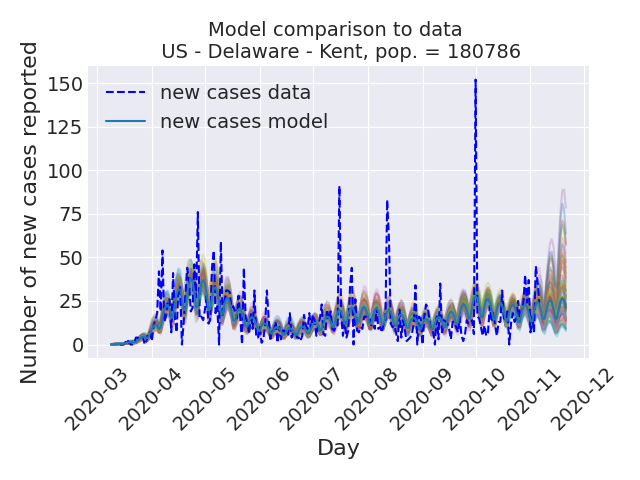 Model comparison to data
US - Delaware - Kent, pop. = 180786
Number of new cases reported
150
125
100
75
50
25
0
new cases data
new cases model
2020-03
2020-04
2020-05
2020-06
2020-07
2020-08
2020-09
2020-10
2020-11
2020-12
Day